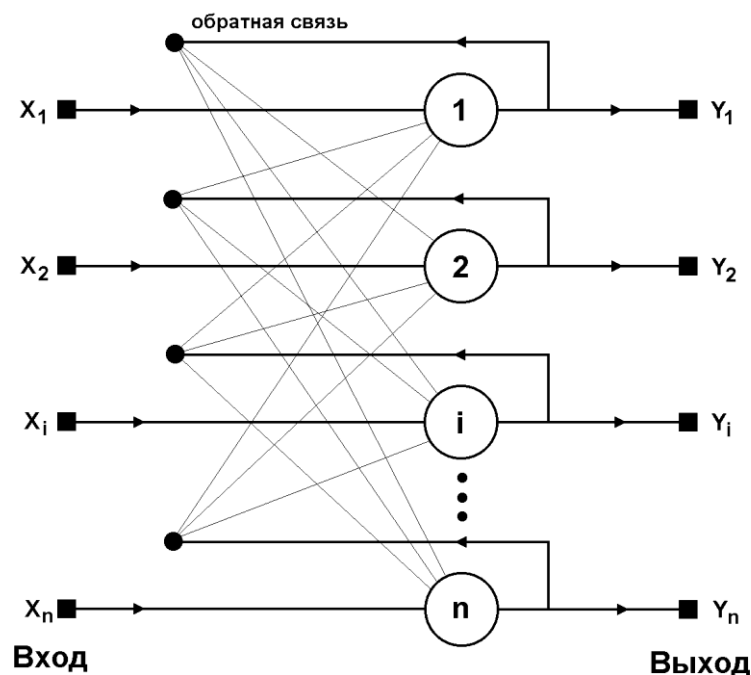 обратная связь
X1 1 Y1
X2 2 Y2
Xi i Yi
Xn n Yn
Вход Выход